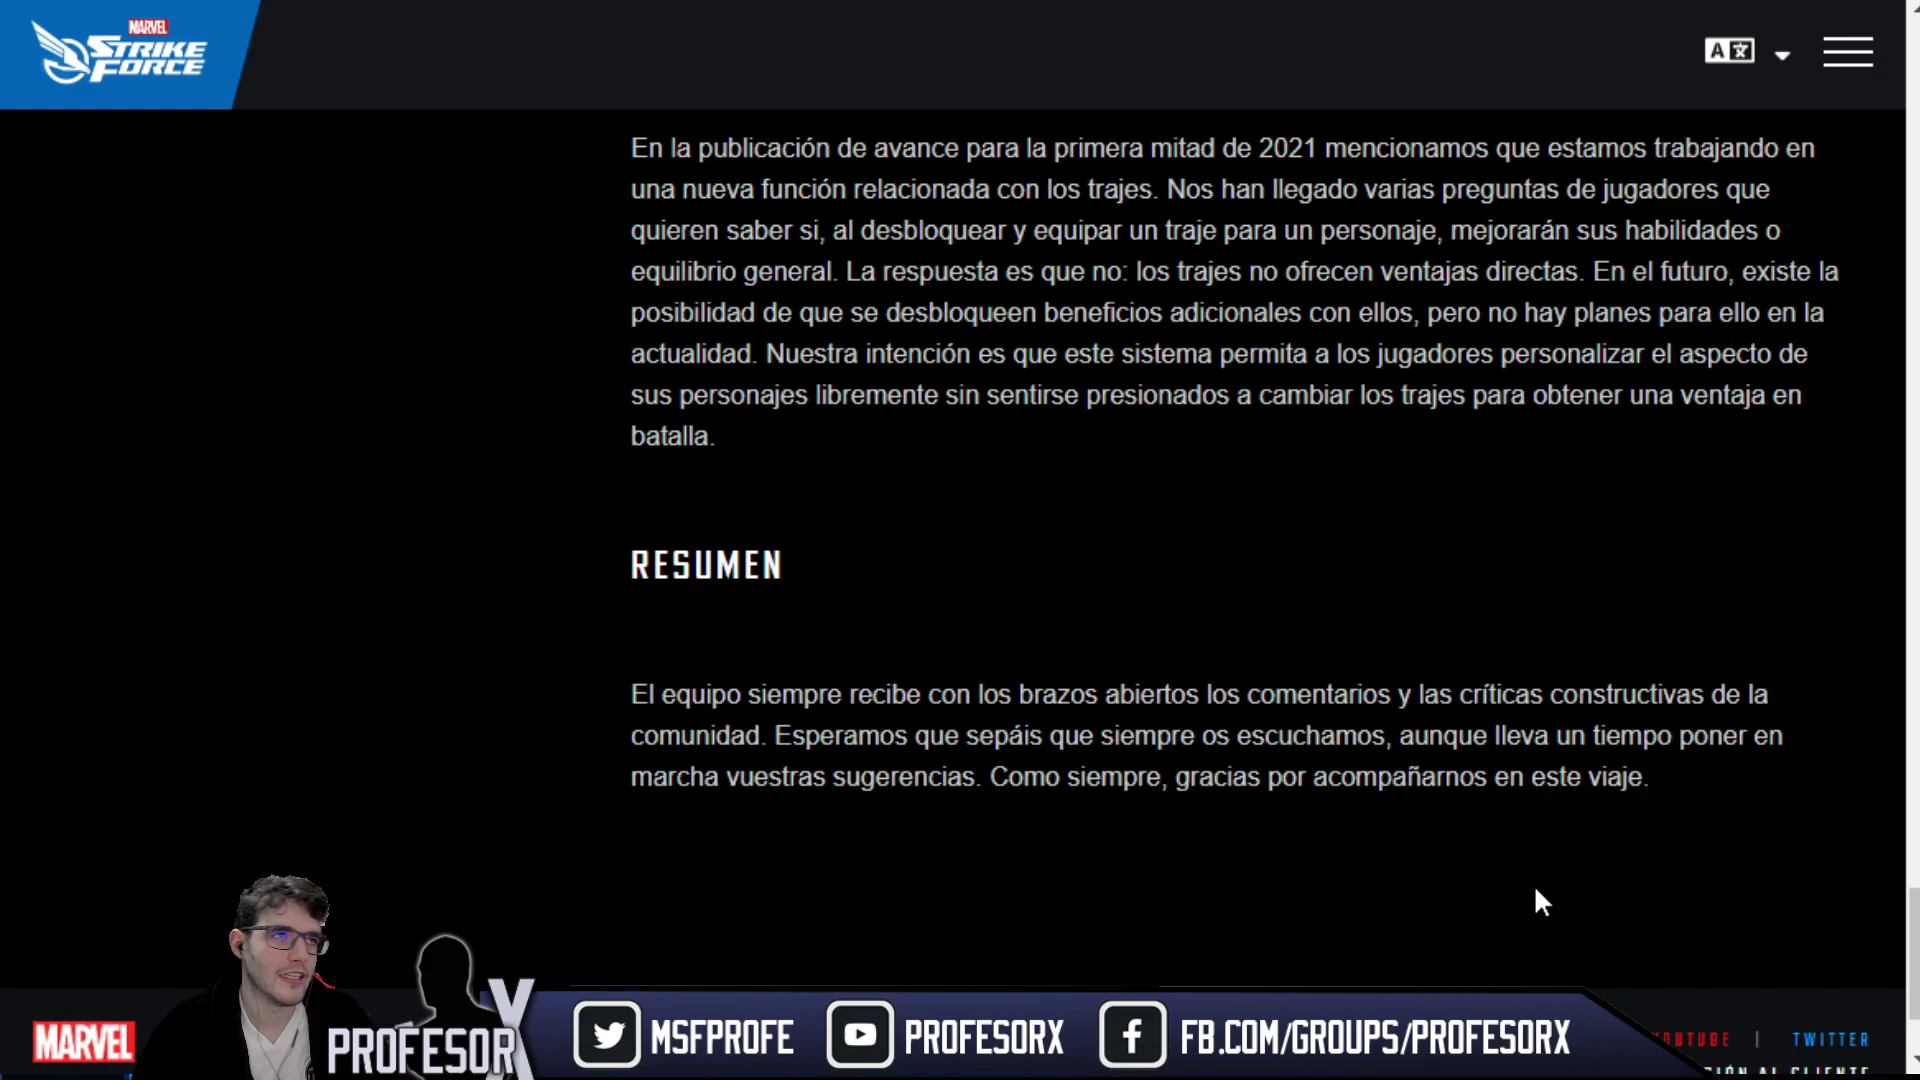 MARVEL
STRIKE
FORCE
A文
En la publicación de avance para la primera mitad de 2021 mencionamos que estamos trabajando en
una nueva función relacionada con los trajes. Nos han llegado varias preguntas de jugadores que
quieren saber si, al desbloquear y equipar un traje para un personaje, mejorarán sus habilidades o
equilibrio general. La respuesta es que no: los trajes no ofrecen ventajas directas. En el futuro, existe la
posibilidad de que se desbloqueen beneficios adicionales con ellos, pero no hay planes para ello en la
actualidad. Nuestra intención es que este sistema permita a los jugadores personalizar el aspecto de
sus personajes libremente sin sentirse presionados a cambiar los trajes para obtener una ventaja en
batalla.
RESUMEN
El equipo siempre recibe con los brazos abiertos los comentarios y las críticas constructivas de la
comunidad. Esperamos que sepáis que siempre os escuchamos, aunque lleva un tiempo poner en
marcha vuestras sugerencias. Como siempre, gracias por acompañarnos en este viaje.
MARVEL
PROFESORX
MSFPROFE
PROFESORX
FB.COM/GROUPS/PROFESORX
| TWITTER
AL CLIENTE